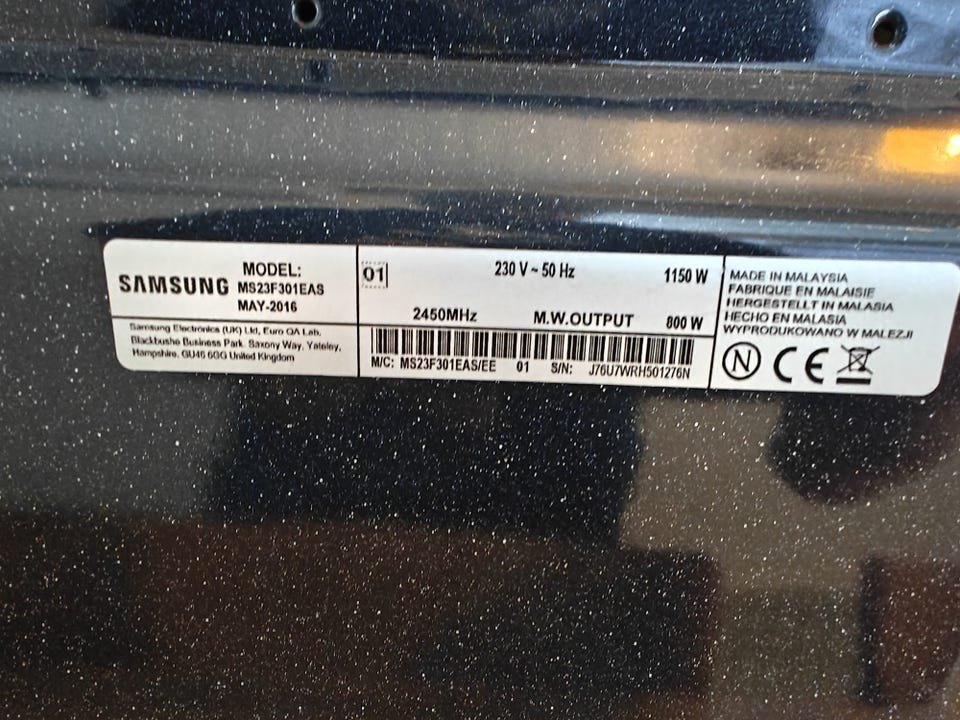 SAMSUNG
MODEL:
MS23F301EAS
MAY-2016
Samsung Electronics (UK) Ltd, Euro QA Lab.
Blackbushe Business Park. Saxony Way, Yateley,
Hampshire. GU46 6GG United Kingdom
01
230 V ~ 50 Hz
1150 W
2450MHz
M.W.OUTPUT
800 W
M/C: MS23F301EAS/EE 01 S/N: J76U7WRH501276N
MADE IN MALAYSIA
FABRIQUE EN MALAISIE
HERGESTELLT IN MALASIA
HECHO EN MALASIA
WYPRODUKOWANO W MALEZJI
N CE